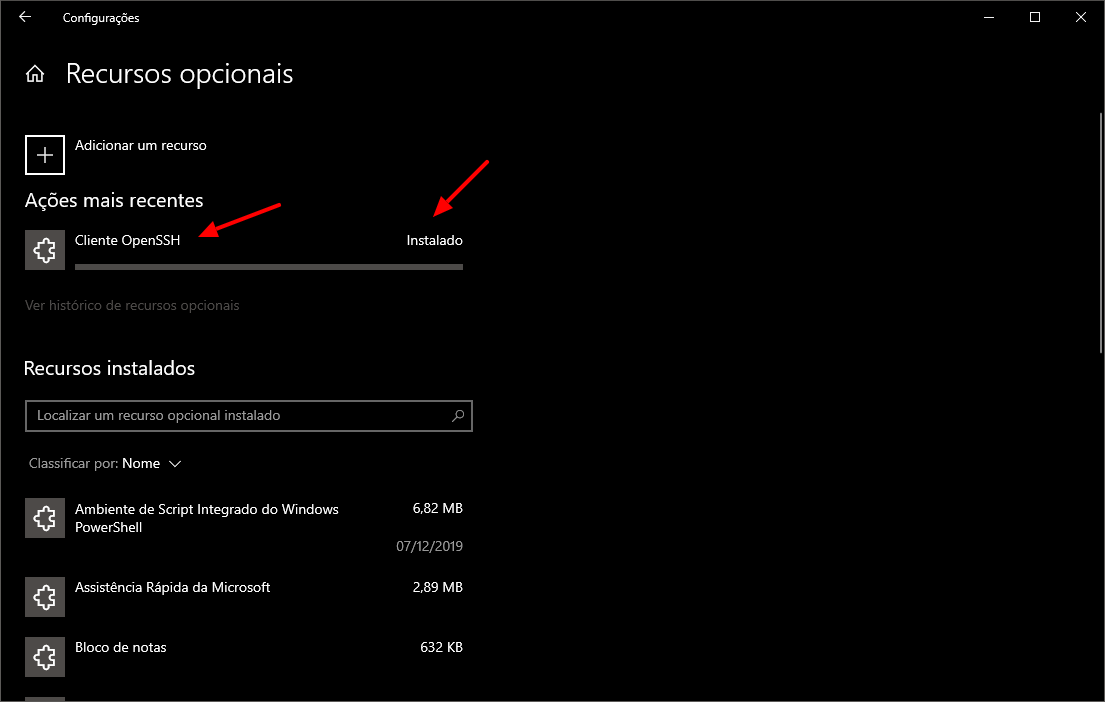 Configurações
Recursos opcionais
Adicionar um recurso
Ações mais recentes
Cliente OpenSSH
Instalado
Ver histórico de recursos opcionais
Recursos instalados
Localizar um recurso opcional instalado
Classificar por: Nome
Ambiente de Script Integrado do Windows
PowerShell
6,82 MB
07/12/2019
Assistência Rápida da Microsoft
2,89 MB
Bloco de notas
632 KB